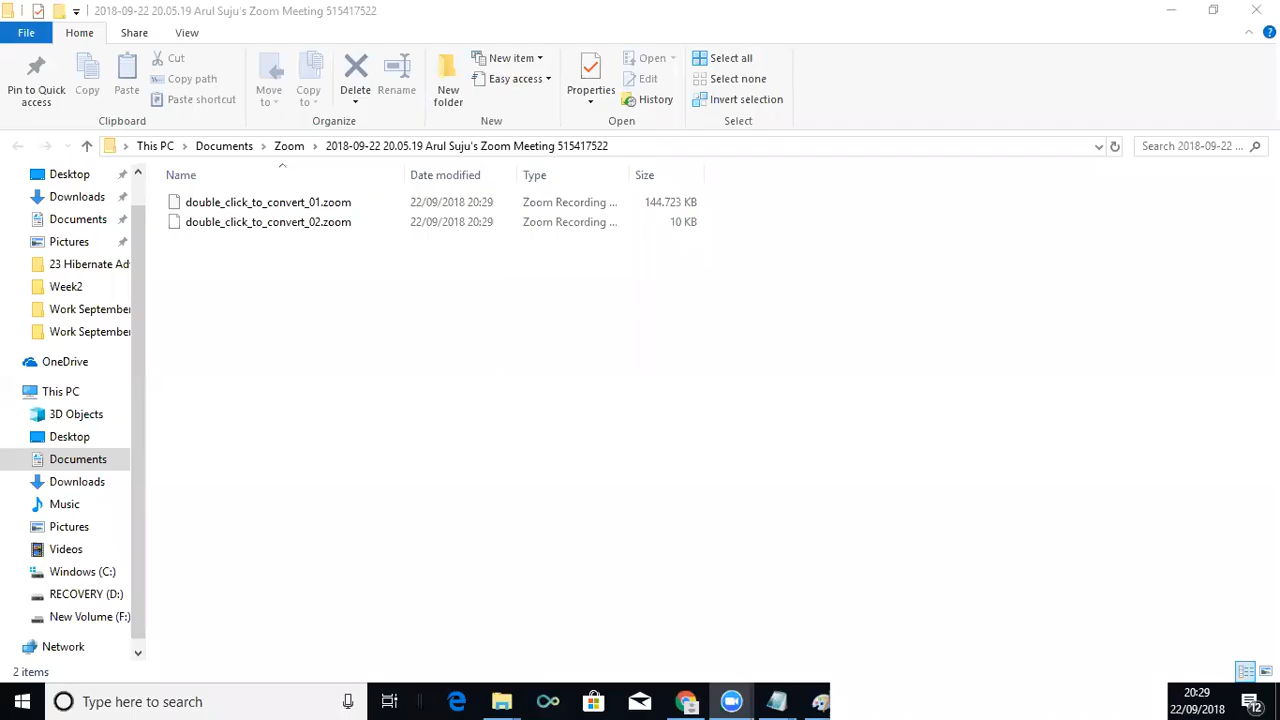 2018-09-22 20.05.19 Arul Suju's Zoom Meeting 515417522
File Home Share View
Pin to Quick access
Copy
Paste
Cut
Copy path
Paste shortcut
Clipboard
Move to
Copy to
Delete
Rename
Organize
New folder
New item
Easy access
New
Properties
Open
Edit
History
Open
Select all
Select none
Invert selection
Select
This PC Documents Zoom 2018-09-22 20.05.19 Arul Suju's Zoom Meeting 515417522
Search 2018-09-22 ...
Name Date modified Type Size
double_click_to_convert_01.zoom 22/09/2018 20:29 Zoom Recording ... 144.723 KB
double_click_to_convert_02.zoom 22/09/2018 20:29 Zoom Recording ... 10 KB
Desktop
Downloads
Documents
Pictures
23 Hibernate Ad
Week2
Work September
Work September
OneDrive
This PC
3D Objects
Desktop
Documents
Downloads
Music
Pictures
Videos
Windows (C:)
RECOVERY (D:)
New Volume (F:)
Network
2 items
Type here to search
20:29
22/09/2018
12